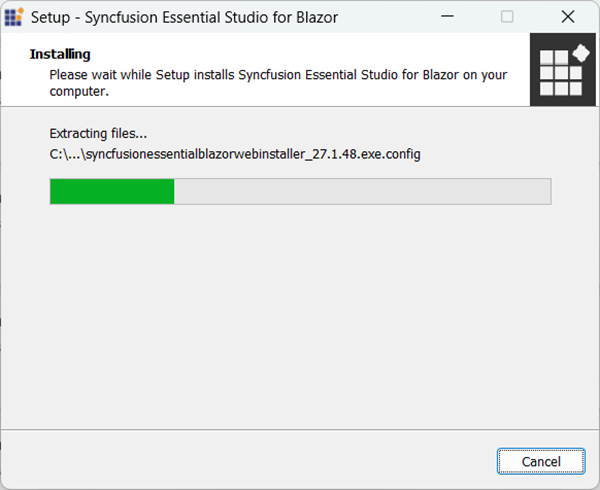 Setup - Syncfusion Essential Studio for Blazor
Installing
Please wait while Setup installs Syncfusion Essential Studio for Blazor on your
computer.
Extracting files...
C:\...\syncfusionessentialblazorwebinstaller_27.1.48.exe.config
Cancel